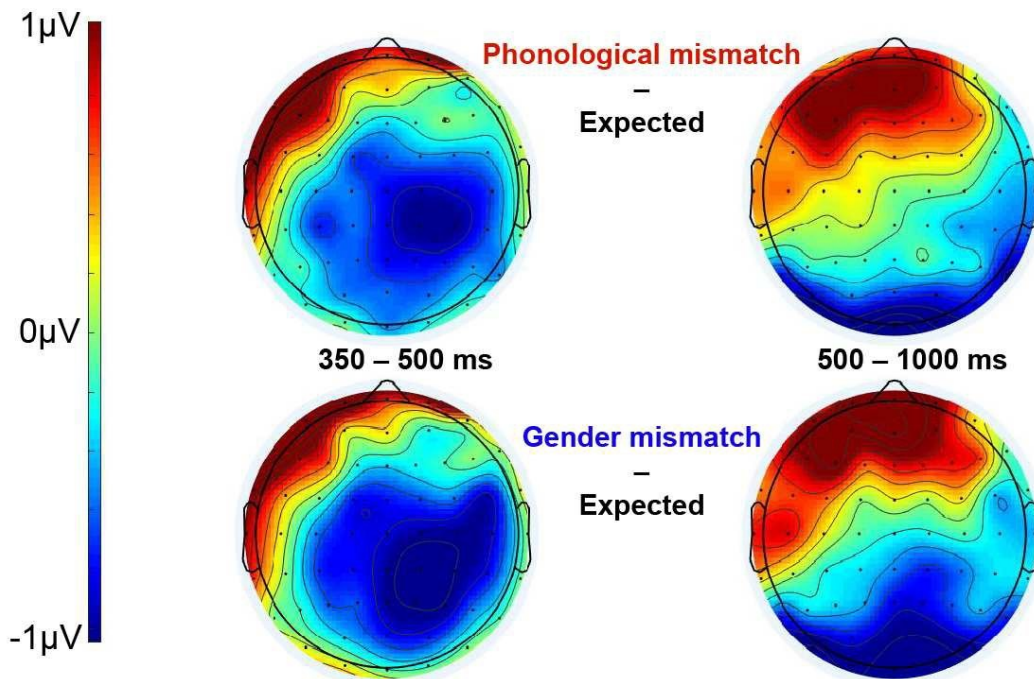 1µV
0µV
-1µV
Phonological mismatch
–
Expected
350 – 500 ms
500 – 1000 ms
Gender mismatch
–
Expected